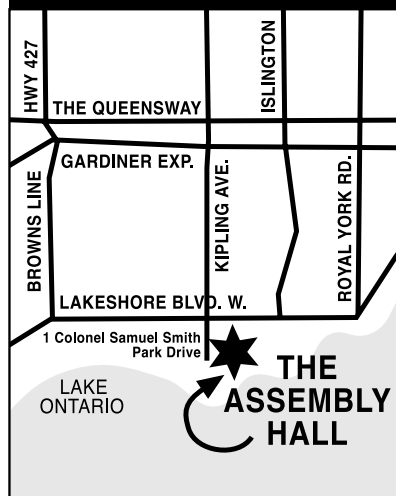 HWY 427
ISLINGTON
THE QUEENSWAY
GARDINER EXP.
KIPLING AVE.
ROYAL YORK RD.
BROWNS LINE
LAKESHORE BLVD. W.
1 Colonel Samuel Smith
Park Drive
THE
ASSEMBLY
HALL
LAKE
ONTARIO